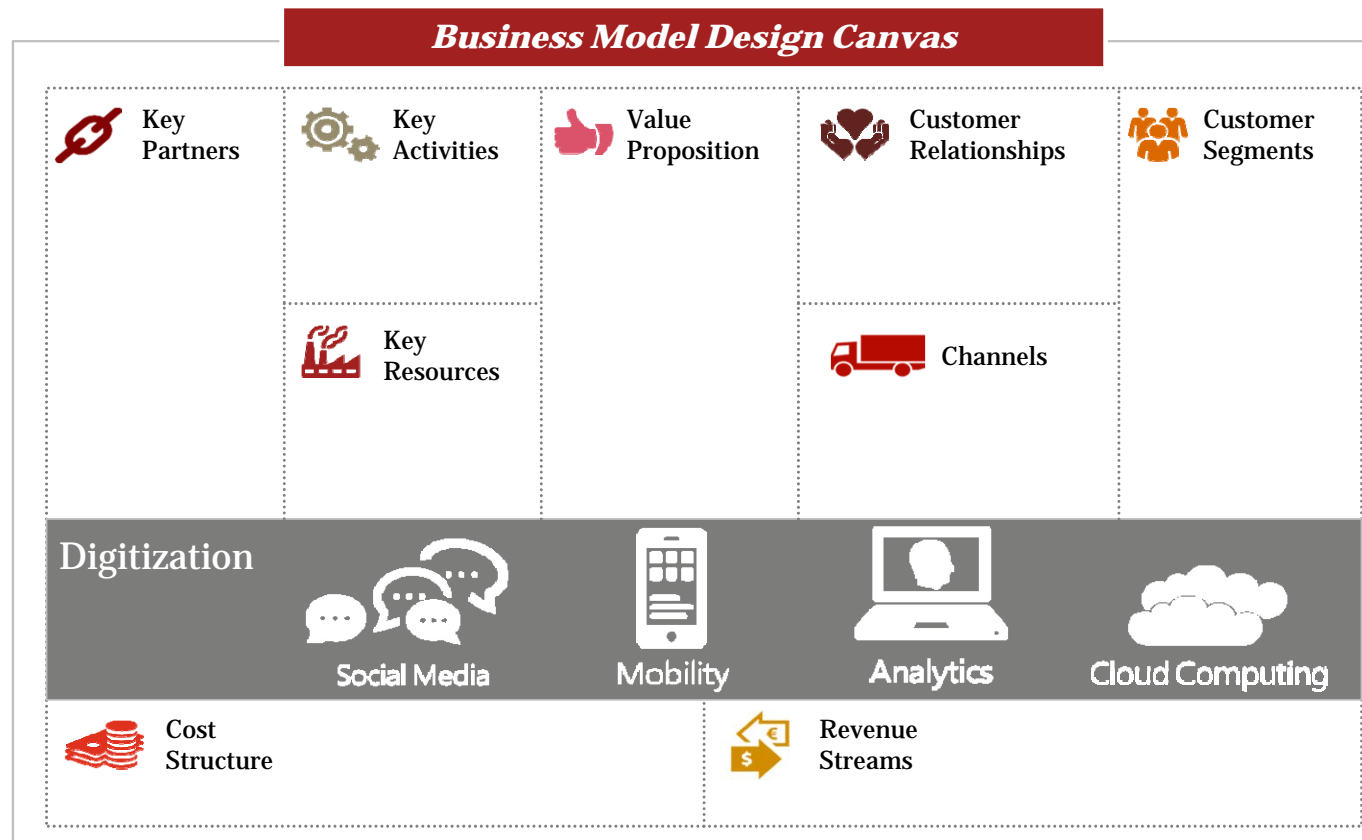 Business Model Design Canvas
Key
Partners
Key
Activities
Value
Proposition
Customer
Relationships
Customer
Segments
Key
Resources
Channels
Digitization
Social Media
Mobility
Analytics
Cloud Computing
Cost
Structure
€
$
Revenue
Streams